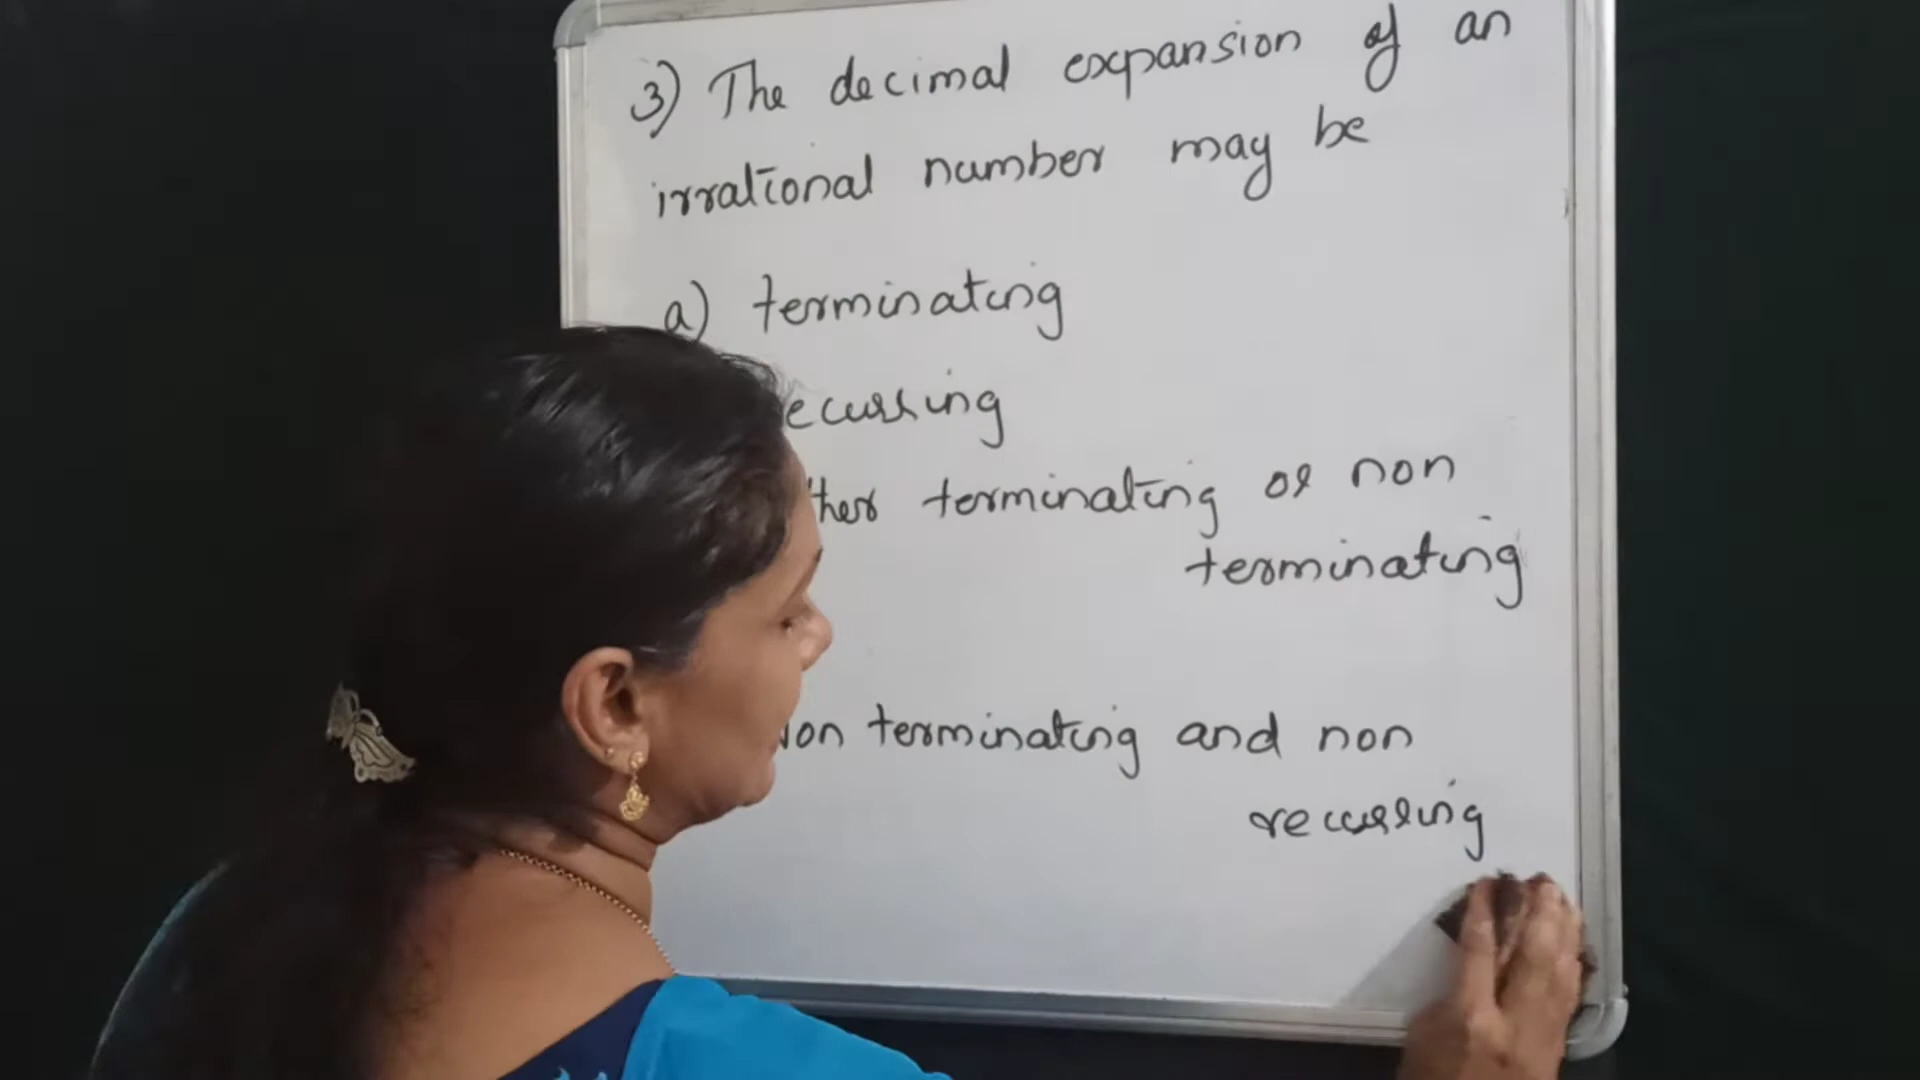 3) The decimal expansion of an
irrational number may be
a) terminating
ecurring
ther terminating or non
terminating
Non terminating and non
recurring